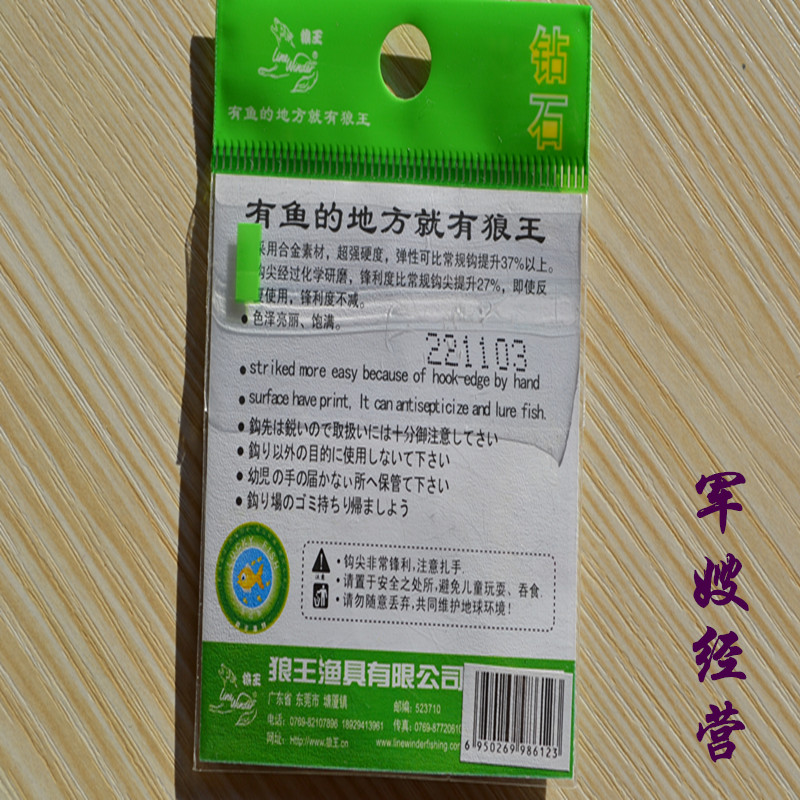 狼王
Line Winder
®
有鱼的地方就有狼王
钻石
有鱼的地方就有狼王
采用合金素材，超强硬度，弹性可比常规钩提升37%以上。
钩尖经过化学研磨，锋利度比常规钩尖提升27%，即使反
使用，锋利度不减。
● 色泽亮丽、饱满。
221103
● striked more easy because of hook-edge by hand
● surface have print, It can antisepticize and lure fish.
● 鈎先は鋭いので取扱いには十分御注意してさい
● 鈎り以外の目的に使用しないて下さい
● 幼児の手の届かない所へ保管て下さい
● 鈎り場のゴミ持ちり帰ましよう
注意
• 钩尖非常锋利，注意扎手.
• 请置于安全之处所，避免儿童玩耍、吞食.
• 请勿随意丢弃，共同维护地球环境！
狼王
Line Winder
狼王渔具有限公司
广东省 东莞市 塘厦镇 邮编：523710
电话：0769-82107896 18929413961 传真：0769-8772061
网址：Http://www.狼王.cn www.linewinderfishing.com
6 950269 986123
军嫂经营